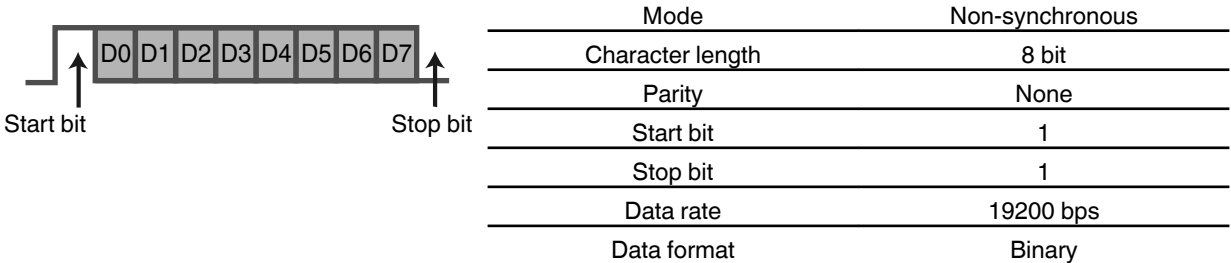 D0 D1 D2 D3 D4 D5 D6 D7
Start bit
Stop bit
Mode Non-synchronous
Character length 8 bit
Parity None
Start bit 1
Stop bit 1
Data rate 19200 bps
Data format Binary